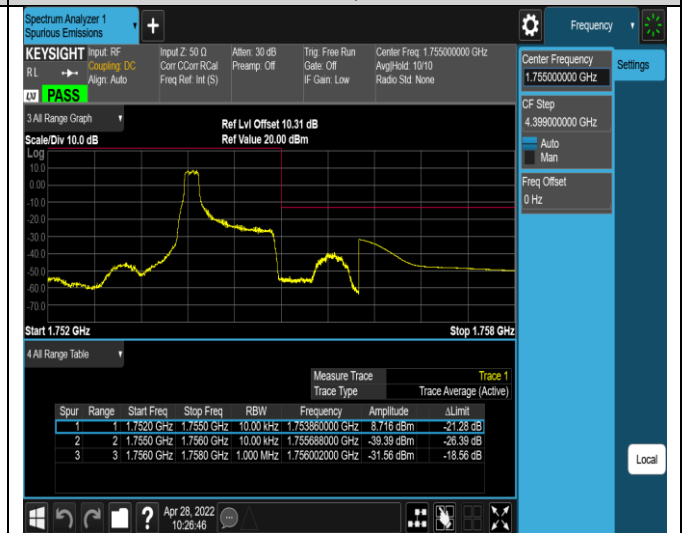 Spectrum Analyzer 1
Spurious Emissions
+
Frequency
KEYSIGHT
RL
LXI PASS
Input: RF
Coupling: DC
Align: Auto
Input Z: 50 Ω
Corr CCorr RCal
Freq Ref: Int (S)
Atten: 30 dB
Preamp: Off
Trig: Free Run
Gate: Off
IF Gain: Low
Center Freq: 1.755000000 GHz
Avg|Hold: 10/10
Radio Std: None
Center Frequency
1.755000000 GHz
Settings
CF Step
4.399000000 GHz
Auto
Man
Freq Offset
0 Hz
3 All Range Graph
Scale/Div 10.0 dB
Ref Lvl Offset 10.31 dB
Ref Value 20.00 dBm
Log
10.0
0.00
-10.0
-20.0
-30.0
-40.0
-50.0
-60.0
-70.0
Start 1.752 GHz
Stop 1.758 GHz
4 All Range Table
Measure Trace Trace 1
Trace Type Trace Average (Active)
Spur Range Start Freq Stop Freq RBW Frequency Amplitude ΔLimit
1 1 1.7520 GHz 1.7550 GHz 10.00 kHz 1.753860000 GHz 8.716 dBm -21.28 dB
2 2 1.7550 GHz 1.7560 GHz 10.00 kHz 1.755688000 GHz -39.39 dBm -26.39 dB
3 3 1.7560 GHz 1.7580 GHz 1.000 MHz 1.756002000 GHz -31.56 dBm -18.56 dB
Local
?
Apr 28, 2022
10:26:46